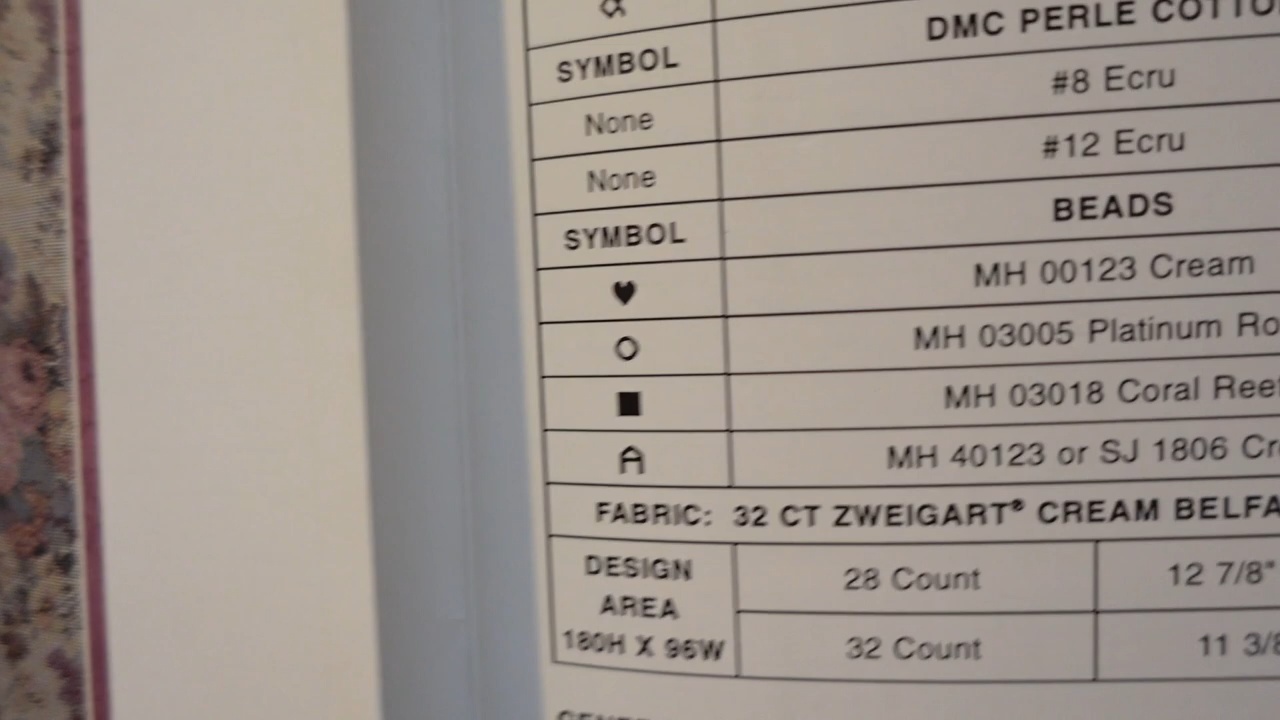 DMC PERLE COTTO
SYMBOL
#8 Ecru
None
#12 Ecru
None
BEADS
SYMBOL
♥ MH 00123 Cream
O MH 03005 Platinum Ro
■ MH 03018 Coral Reef
A MH 40123 or SJ 1806 Cr
FABRIC: 32 CT ZWEIGART® CREAM BELFA
DESIGN AREA 180H X 96W
28 Count 12 7/8"
32 Count 11 3/8